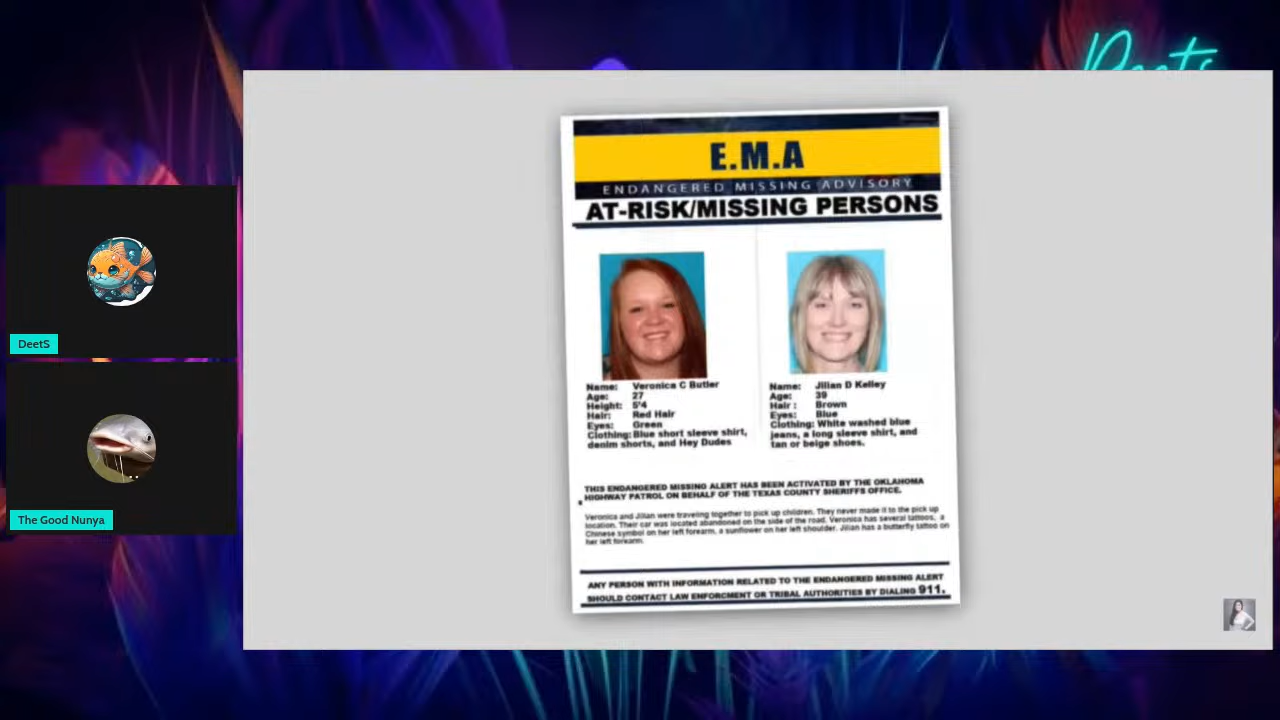 Deets
E.M.A
ENDANGERED MISSING ADVISORY
AT-RISK/MISSING PERSONS
Name: Veronica C Butler
Age: 27
Height: 5'4
Hair: Red Hair
Eyes: Green
Clothing: Blue short sleeve shirt,
denim shorts, and Hey Dudes
Name: Jilian D Kelley
Age: 39
Hair : Brown
Eyes: Blue
Clothing: White washed blue
jeans, a long sleeve shirt, and
tan or beige shoes.
THIS ENDANGERED MISSING ALERT HAS BEEN ACTIVATED BY THE OKLAHOMA
HIGHWAY PATROL ON BEHALF OF THE TEXAS COUNTY SHERIFFS OFFICE.
Veronica and Jilian were traveling together to pick up children. They never made it to the pick up
location. Their car was located abandoned on the side of the road. Veronica has several tattoos, a
Chinese symbol on her left forearm, a sunflower on her left shoulder. Jilian has a butterfly tattoo on
her left forearm.
ANY PERSON WITH INFORMATION RELATED TO THE ENDANGERED MISSING ALERT
SHOULD CONTACT LAW ENFORCMENT OR TRIBAL AUTHORITIES BY DIALING 911.
DeetS
The Good Nunya